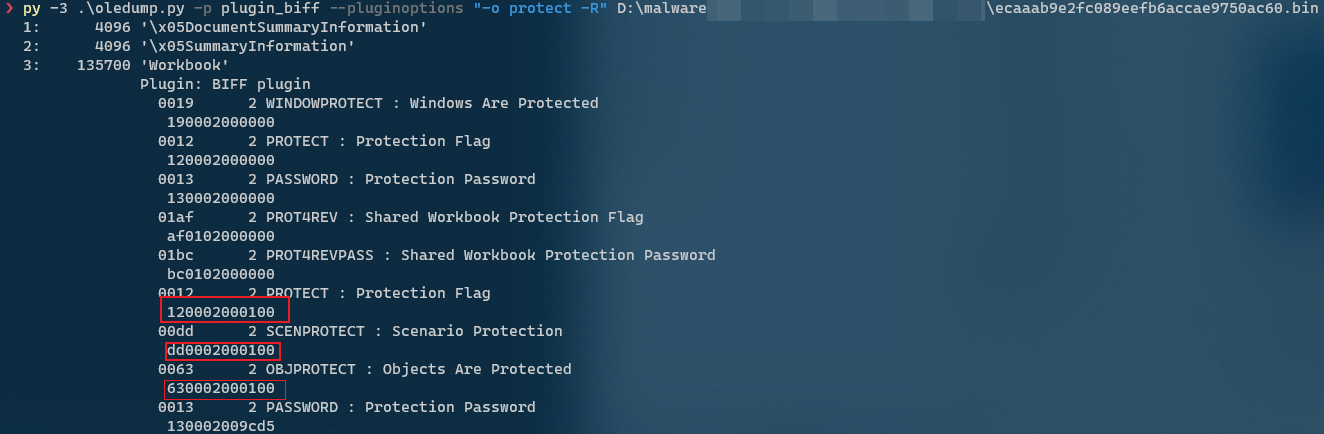 ❯ py -3 .\oledump.py -p plugin_biff --pluginoptions "-o protect -R" D:\malware \ecaaab9e2fc089eefb6accae9750ac60.bin
1: 4096 '\x05DocumentSummaryInformation'
2: 4096 '\x05SummaryInformation'
3: 135700 'Workbook'
Plugin: BIFF plugin
0019 2 WINDOWPROTECT : Windows Are Protected
190002000000
0012 2 PROTECT : Protection Flag
120002000000
0013 2 PASSWORD : Protection Password
130002000000
01af 2 PROT4REV : Shared Workbook Protection Flag
af0102000000
01bc 2 PROT4REVPASS : Shared Workbook Protection Password
bc0102000000
0012 2 PROTECT : Protection Flag
120002000100
00dd 2 SCENPROTECT : Scenario Protection
dd0002000100
0063 2 OBJPROTECT : Objects Are Protected
630002000100
0013 2 PASSWORD : Protection Password
130002009cd5